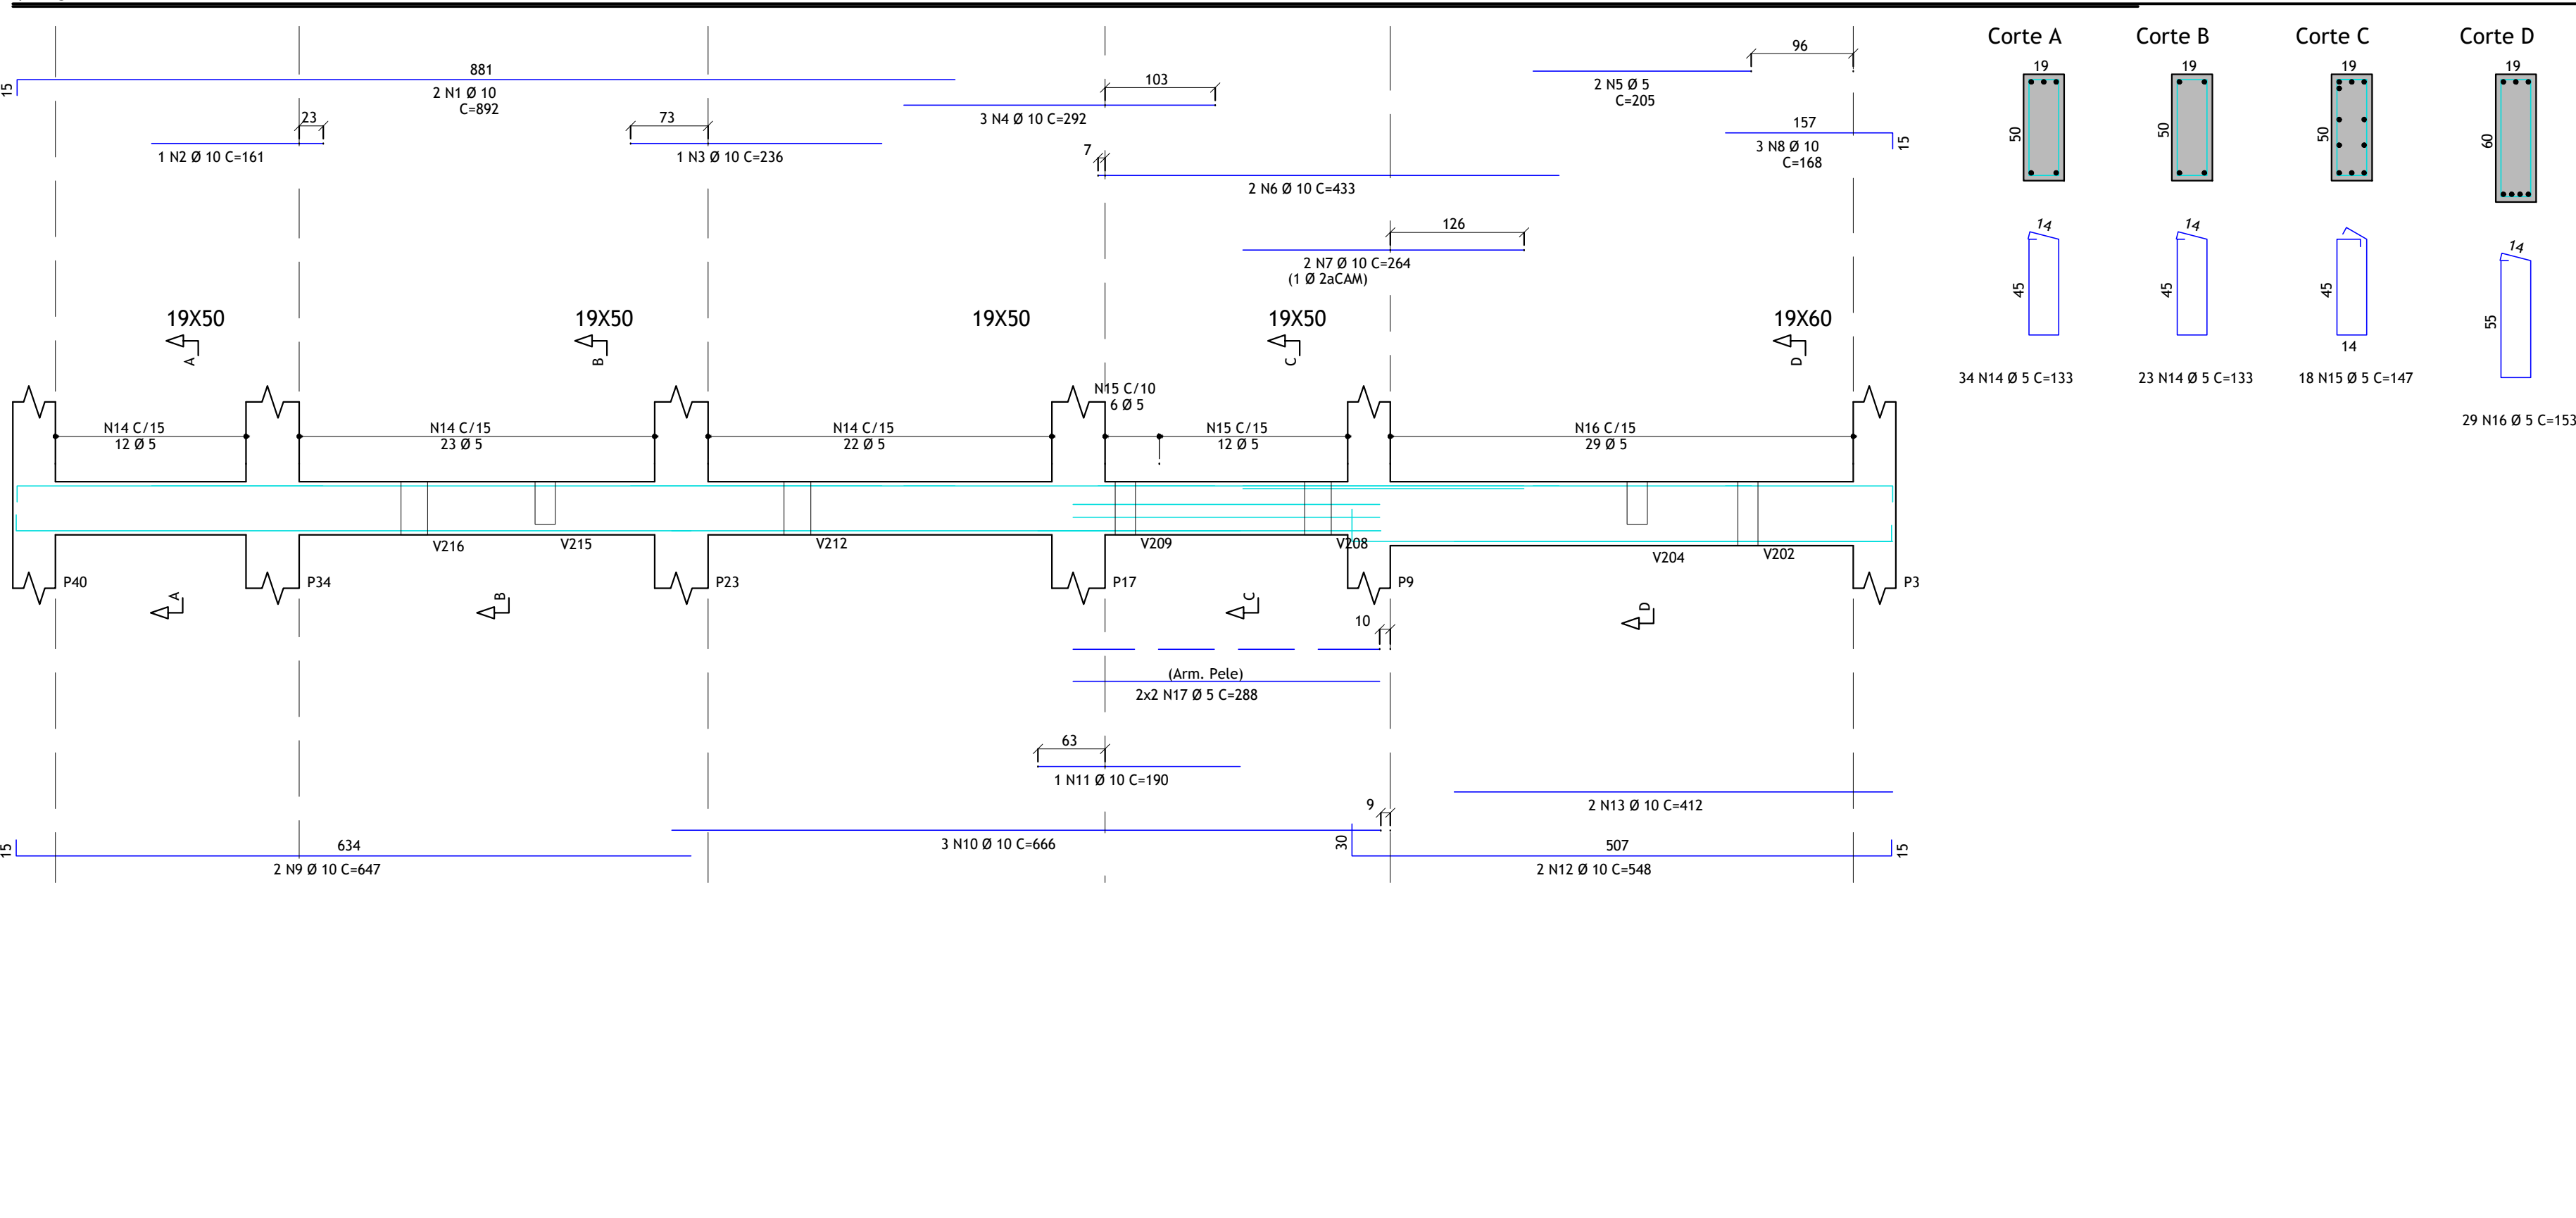 Corte A
Corte B
Corte C
Corte D
96
19
19
19
19
881
15
2 N1 Ø 10
C=892
103
2 N5 Ø 5
C=205
3 N4 Ø 10 C=292
23
73
157
15
50
50
50
60
1 N2 Ø 10 C=161
1 N3 Ø 10 C=236
7
3 N8 Ø 10
C=168
2 N6 Ø 10 C=433
126
14
14
14
2 N7 Ø 10 C=264
(1 Ø 2aCAM)
45
45
45
55
19X50
19X50
19X50
19X50
19X60
A
B
C
D
14
34 N14 Ø 5 C=133
23 N14 Ø 5 C=133
18 N15 Ø 5 C=147
29 N16 Ø 5 C=153
N15 C/10
6 Ø 5
N14 C/15
12 Ø 5
N14 C/15
23 Ø 5
N14 C/15
22 Ø 5
N15 C/15
12 Ø 5
N16 C/15
29 Ø 5
V216
V215
V212
V209
V208
V204
V202
P40
P34
P23
P17
P9
P3
A
B
C
D
10
(Arm. Pele)
2x2 N17 Ø 5 C=288
63
1 N11 Ø 10 C=190
9
2 N13 Ø 10 C=412
15
634
2 N9 Ø 10 C=647
3 N10 Ø 10 C=666
30
507
15
2 N12 Ø 10 C=548